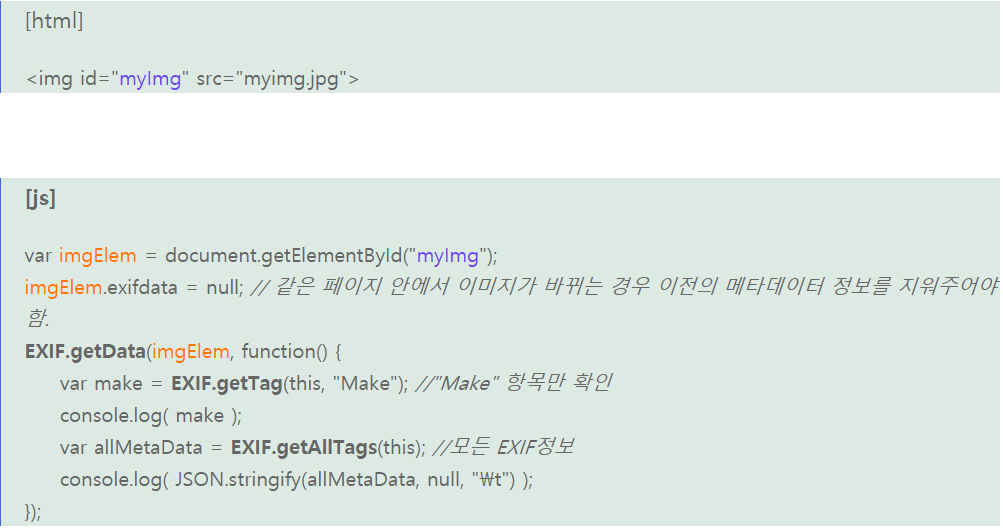 [html]
<img id="myImg" src="myimg.jpg">
[js]
var imgElem = document.getElementById("myImg");
imgElem.exifdata = null; // 같은 페이지 안에서 이미지가 바뀌는 경우 이전의 메타데이터 정보를 지워주어야
함.
EXIF.getData(imgElem, function() {
var make = EXIF.getTag(this, "Make"); //"Make" 항목만 확인
console.log( make );
var allMetaData = EXIF.getAllTags(this); //모든 EXIF정보
console.log( JSON.stringify(allMetaData, null, "₩t") );
});